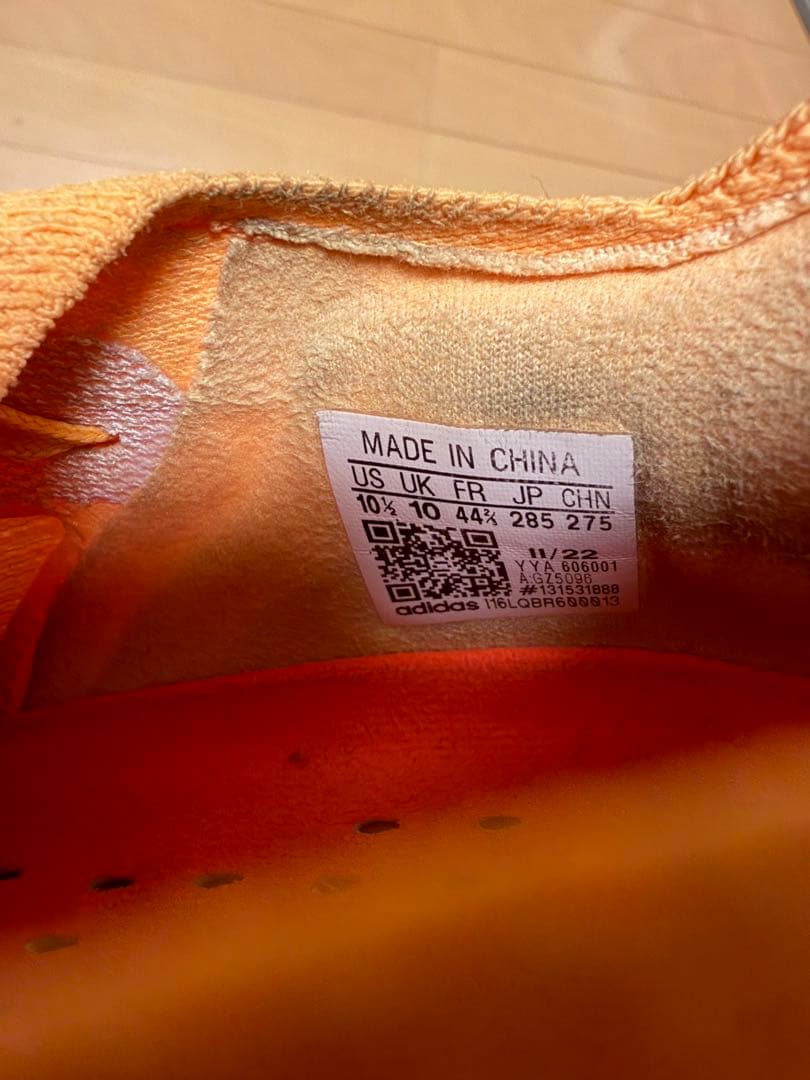 MADE IN CHINA
US UK FR JP CHN
10½ 10 44⅔ 285 275
11/22
YYA 606001
A:GZ5096
#131531888
adidas I16LQBR600013